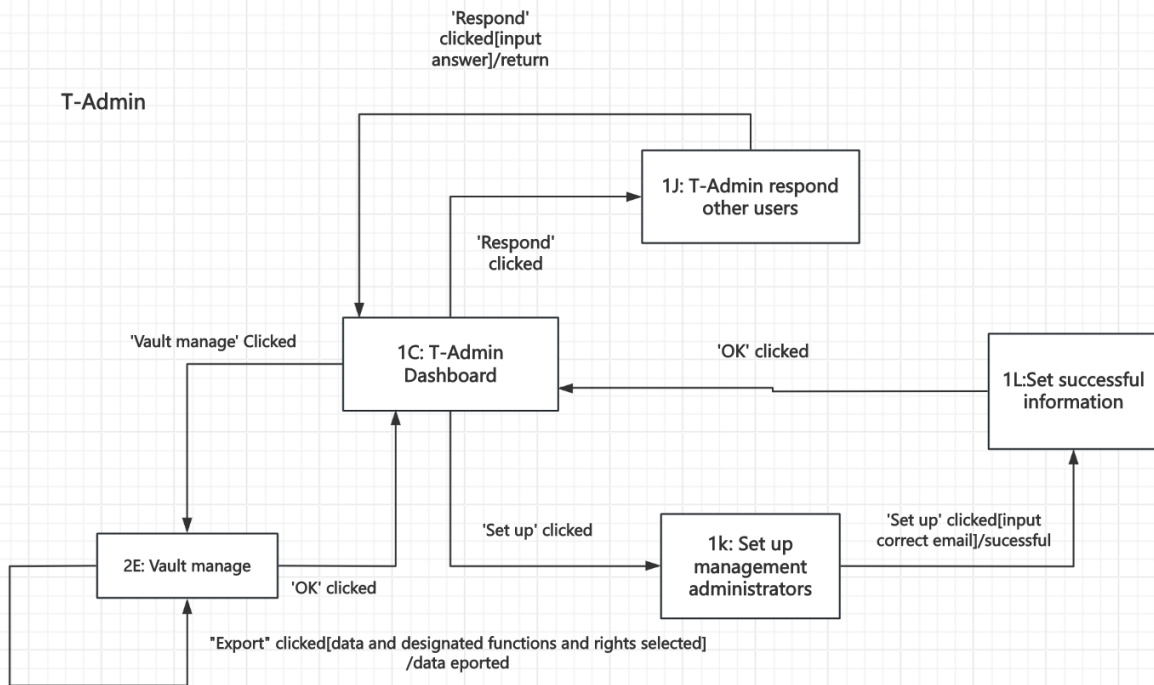 'Respond'
clicked[input
answer]/return
T-Admin
1J: T-Admin respond
other users
'Respond'
clicked
'Vault manage' Clicked
1C: T-Admin
Dashboard
'OK' clicked
1L:Set successful
information
'Set up' clicked
1k: Set up
management
administrators
'Set up' clicked[input
correct email]/sucessful
2E: Vault manage
'OK' clicked
"Export" clicked[data and designated functions and rights selected]
/data eported